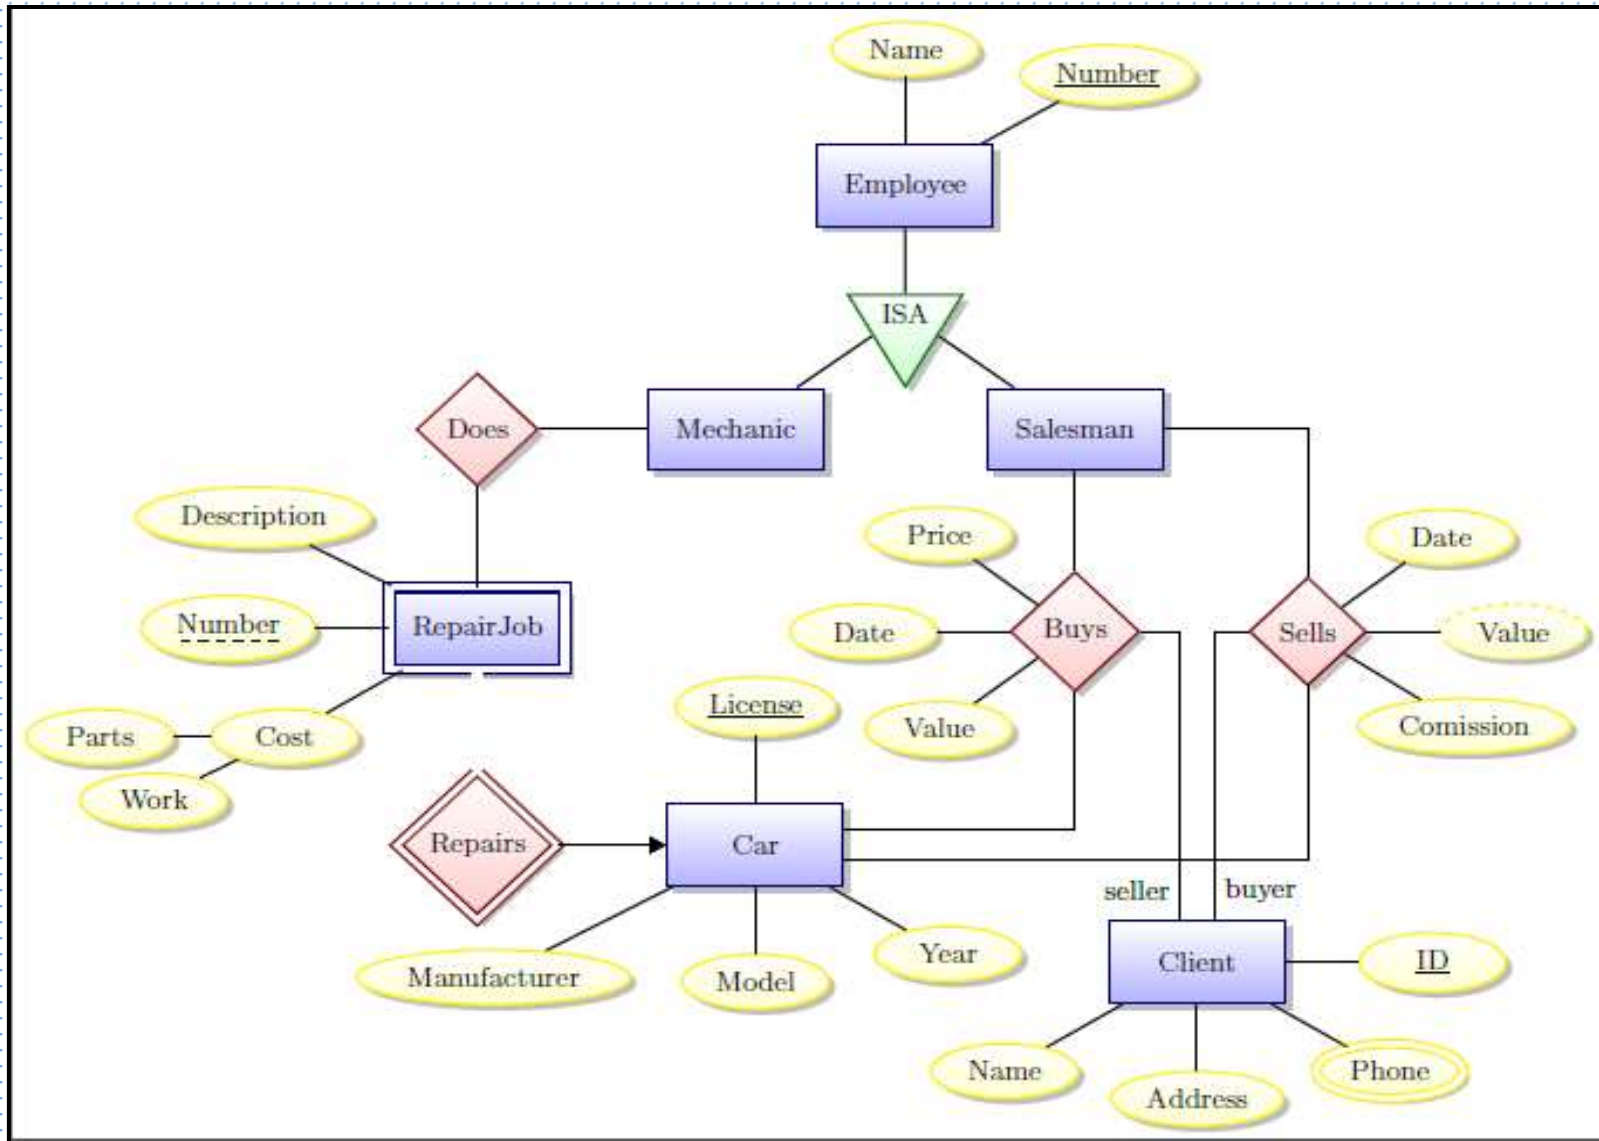 Name
Number
Employee
ISA
Does
Mechanic
Salesman
Description
Price
Date
Number
RepairJob
Date
Buys
Sells
Value
License
Value
Comission
Parts
Cost
Work
Repairs
Car
seller
buyer
Manufacturer
Model
Year
Client
ID
Name
Address
Phone